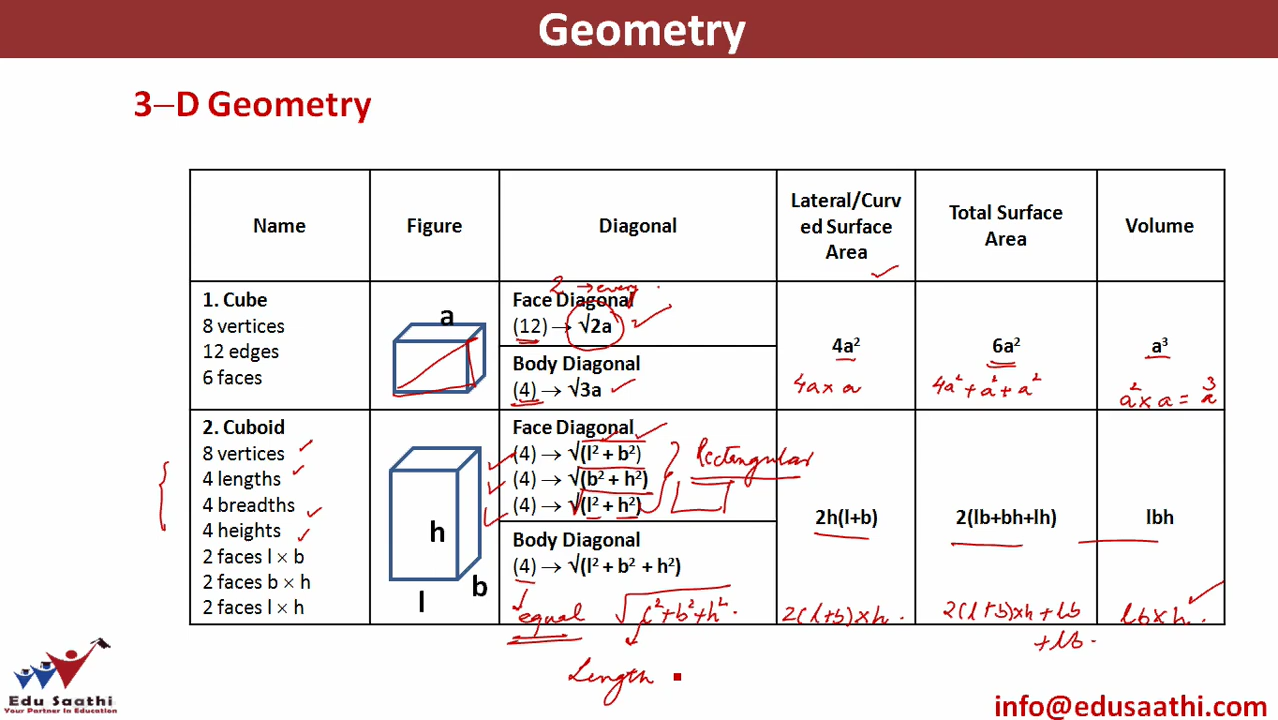 Geometry
3–D Geometry
Name
Figure
Diagonal
Lateral/Curv
ed Surface
Area
Total Surface
Area
Volume
1. Cube
8 vertices
12 edges
6 faces
a
2 → every
Face Diagonal
(12) → √2a
Body Diagonal
(4) → √3a
4a²
4a × a
6a²
4a² + a² + a²
a³
a² × a = a³
2. Cuboid
8 vertices
4 lengths
4 breadths
4 heights
2 faces l × b
2 faces b × h
2 faces l × h
h
b
l
Face Diagonal
(4) → √(l² + b²)
(4) → √(b² + h²)
(4) → √(l² + h²)
Rectangular
Body Diagonal
(4) → √(l² + b² + h²)
equal √l²+b²+h²
Length
2h(l+b)
2(l+b)×h
2(lb+bh+lh)
2(l+b)×h + lb
+ lb
lbh
lb×h
Edu Saathi
Your Partner in Education
info@edusaathi.com